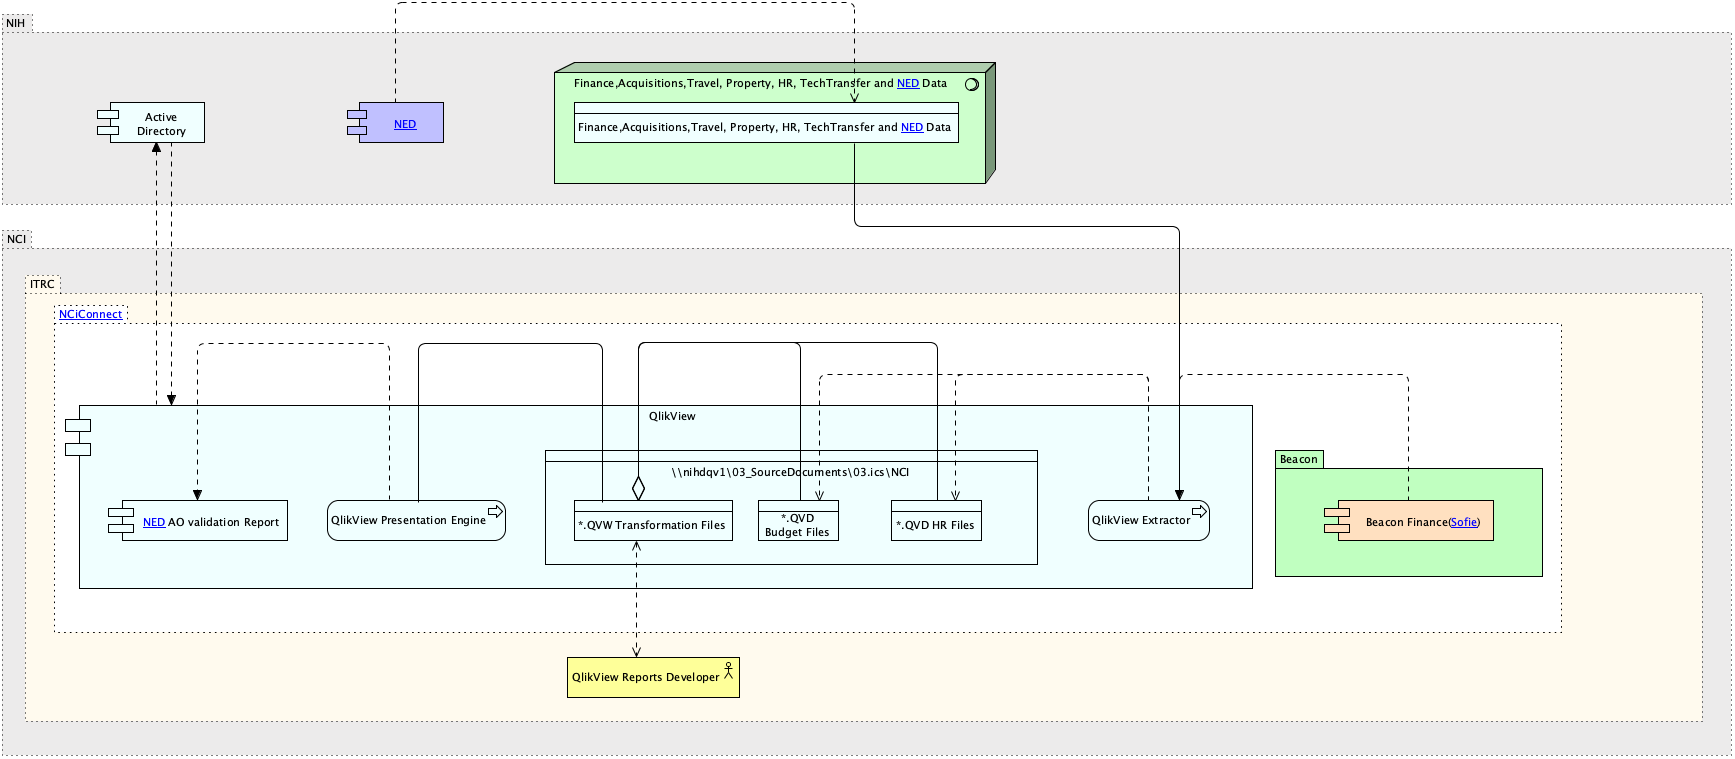 NIH
Finance,Acquisitions,Travel, Property, HR, TechTransfer and NED Data
Active
Directory
NED
Finance,Acquisitions,Travel, Property, HR, TechTransfer and NED Data
NCI
ITRC
NCiConnect
QlikView
Beacon
\\nihdqv1\03_SourceDocuments\03.ics\NCI
NED AO validation Report
QlikView Presentation Engine
*.QVW Transformation Files
*.QVD
Budget Files
*.QVD HR Files
QlikView Extractor
Beacon Finance(Sofie)
QlikView Reports Developer